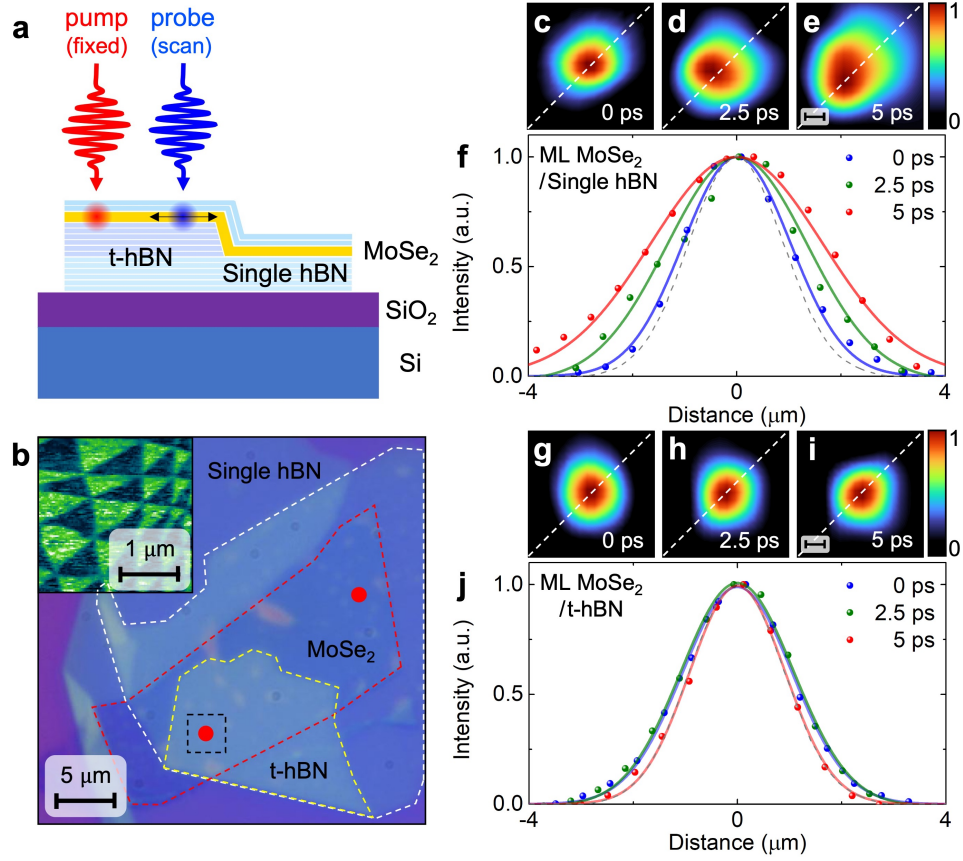 a
pump
(fixed)
probe
(scan)
t-hBN
Single hBN
MoSe₂
SiO₂
Si
b
Single hBN
1 μm
MoSe₂
t-hBN
5 μm
c
0 ps
d
2.5 ps
e
5 ps
1
0
f
ML MoSe₂
/Single hBN
0 ps
2.5 ps
5 ps
1.0
0.5
0.0
Intensity (a.u.)
-4
0
4
Distance (μm)
g
0 ps
h
2.5 ps
i
5 ps
1
0
j
ML MoSe₂
/t-hBN
0 ps
2.5 ps
5 ps
1.0
0.5
0.0
Intensity (a.u.)
-4
0
4
Distance (μm)